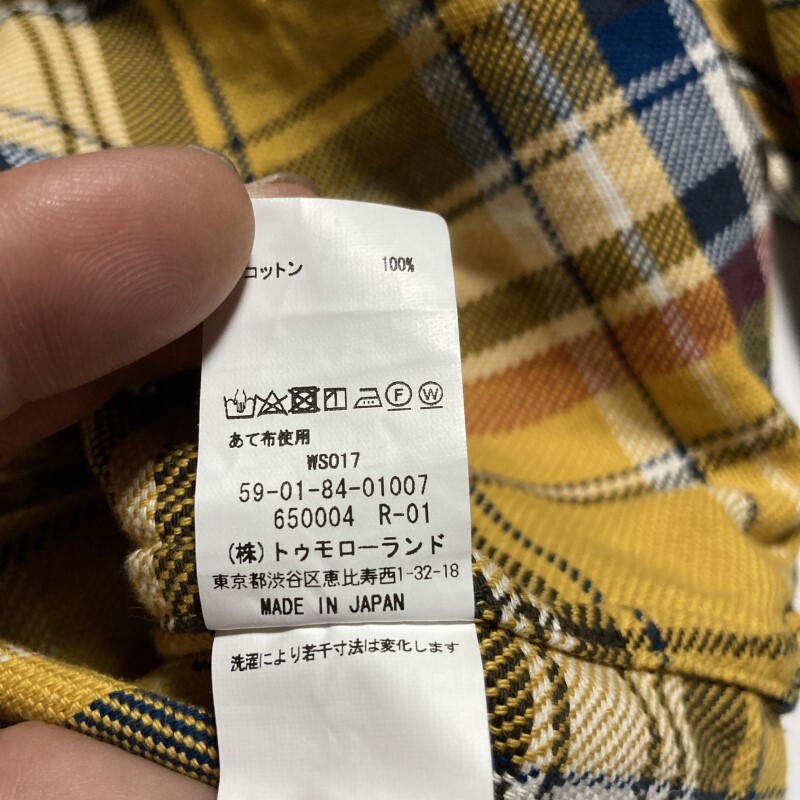 コットン 100%
F W
あて布使用
WS017
59-01-84-01007
650004 R-01
(株)トゥモローランド
東京都渋谷区恵比寿西1-32-18
MADE IN JAPAN
洗濯により若干寸法は変化します